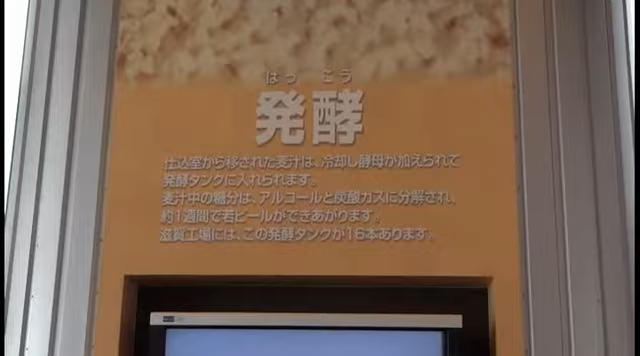 はっこう
発酵
仕込室から移された麦汁は、冷却し酵母が加えられて
発酵タンクに入れられます。
麦汁中の糖分は、アルコールと炭酸ガスに分解され、
約1週間で若ビールができあがります。
滋賀工場には、この発酵タンクが16本あります。